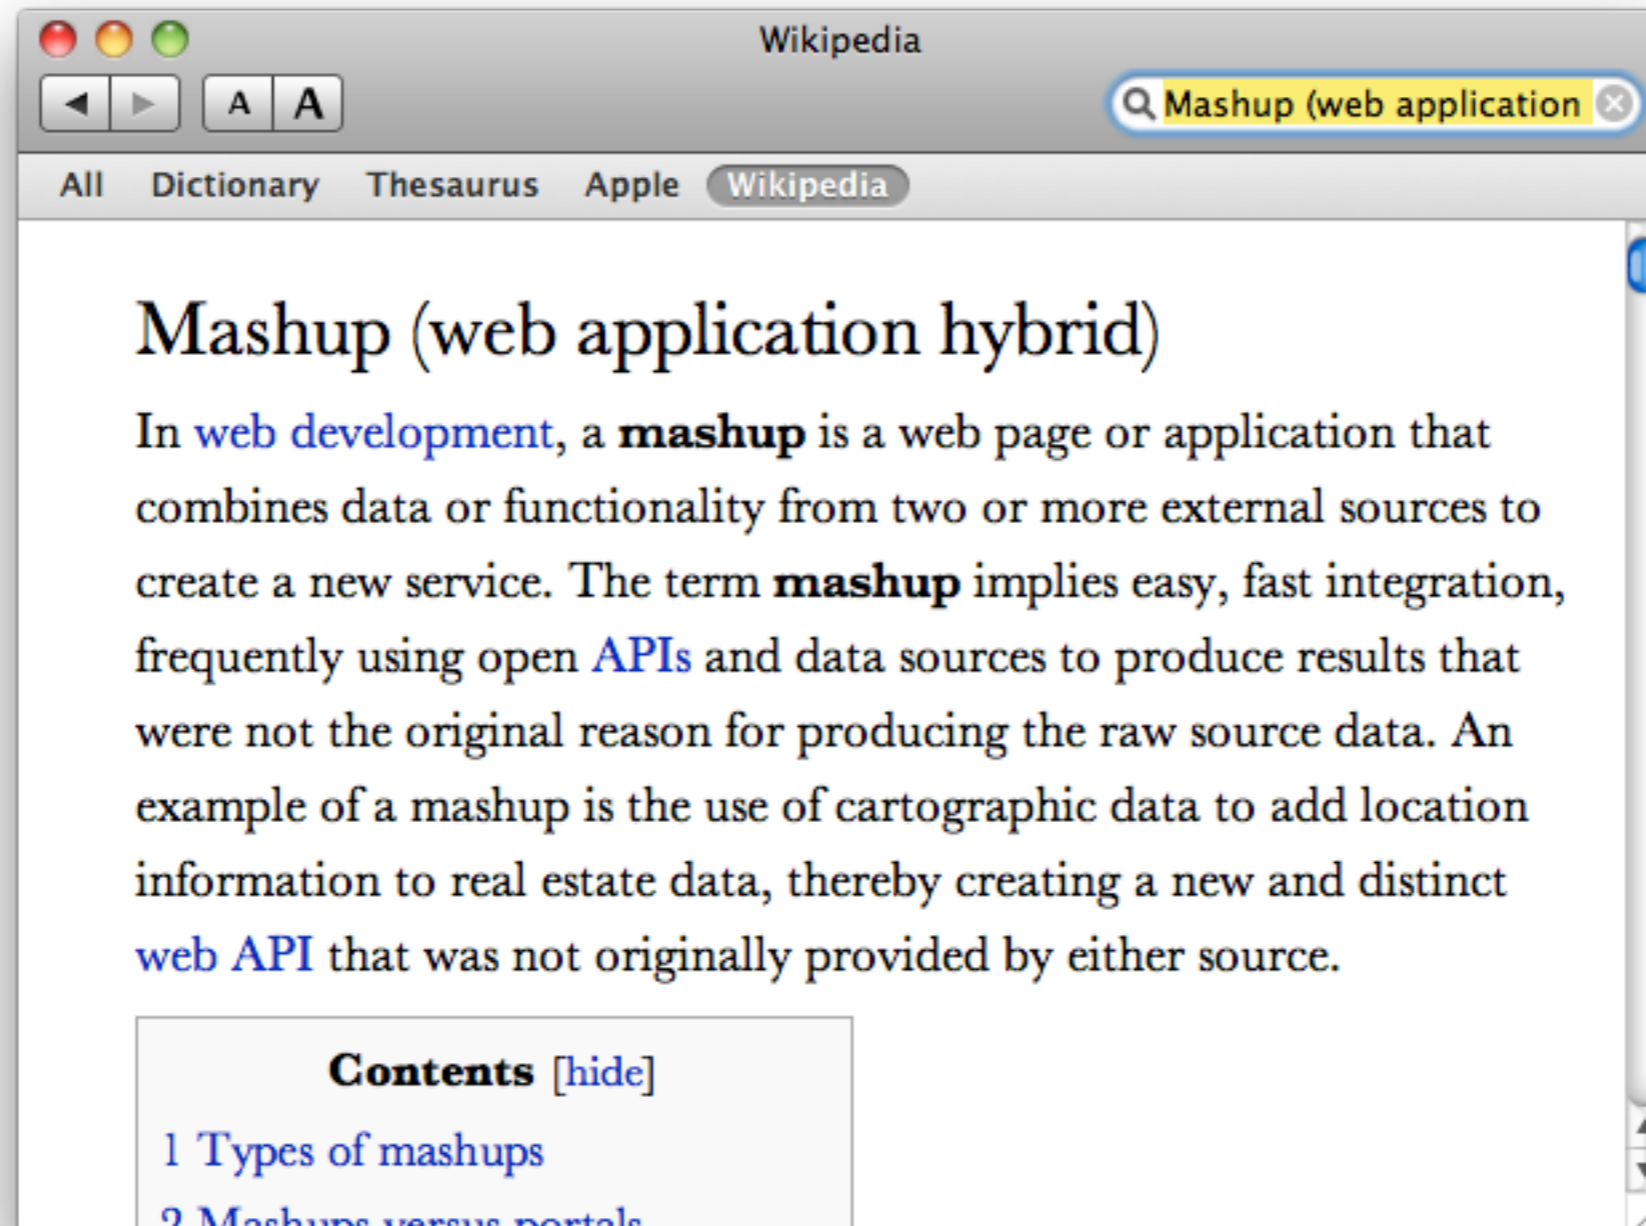 Wikipedia
A A
Mashup (web application
All Dictionary Thesaurus Apple Wikipedia
Mashup (web application hybrid)
In web development, a mashup is a web page or application that
combines data or functionality from two or more external sources to
create a new service. The term mashup implies easy, fast integration,
frequently using open APIs and data sources to produce results that
were not the original reason for producing the raw source data. An
example of a mashup is the use of cartographic data to add location
information to real estate data, thereby creating a new and distinct
web API that was not originally provided by either source.
Contents [hide]
1 Types of mashups
2 Mashups versus portals